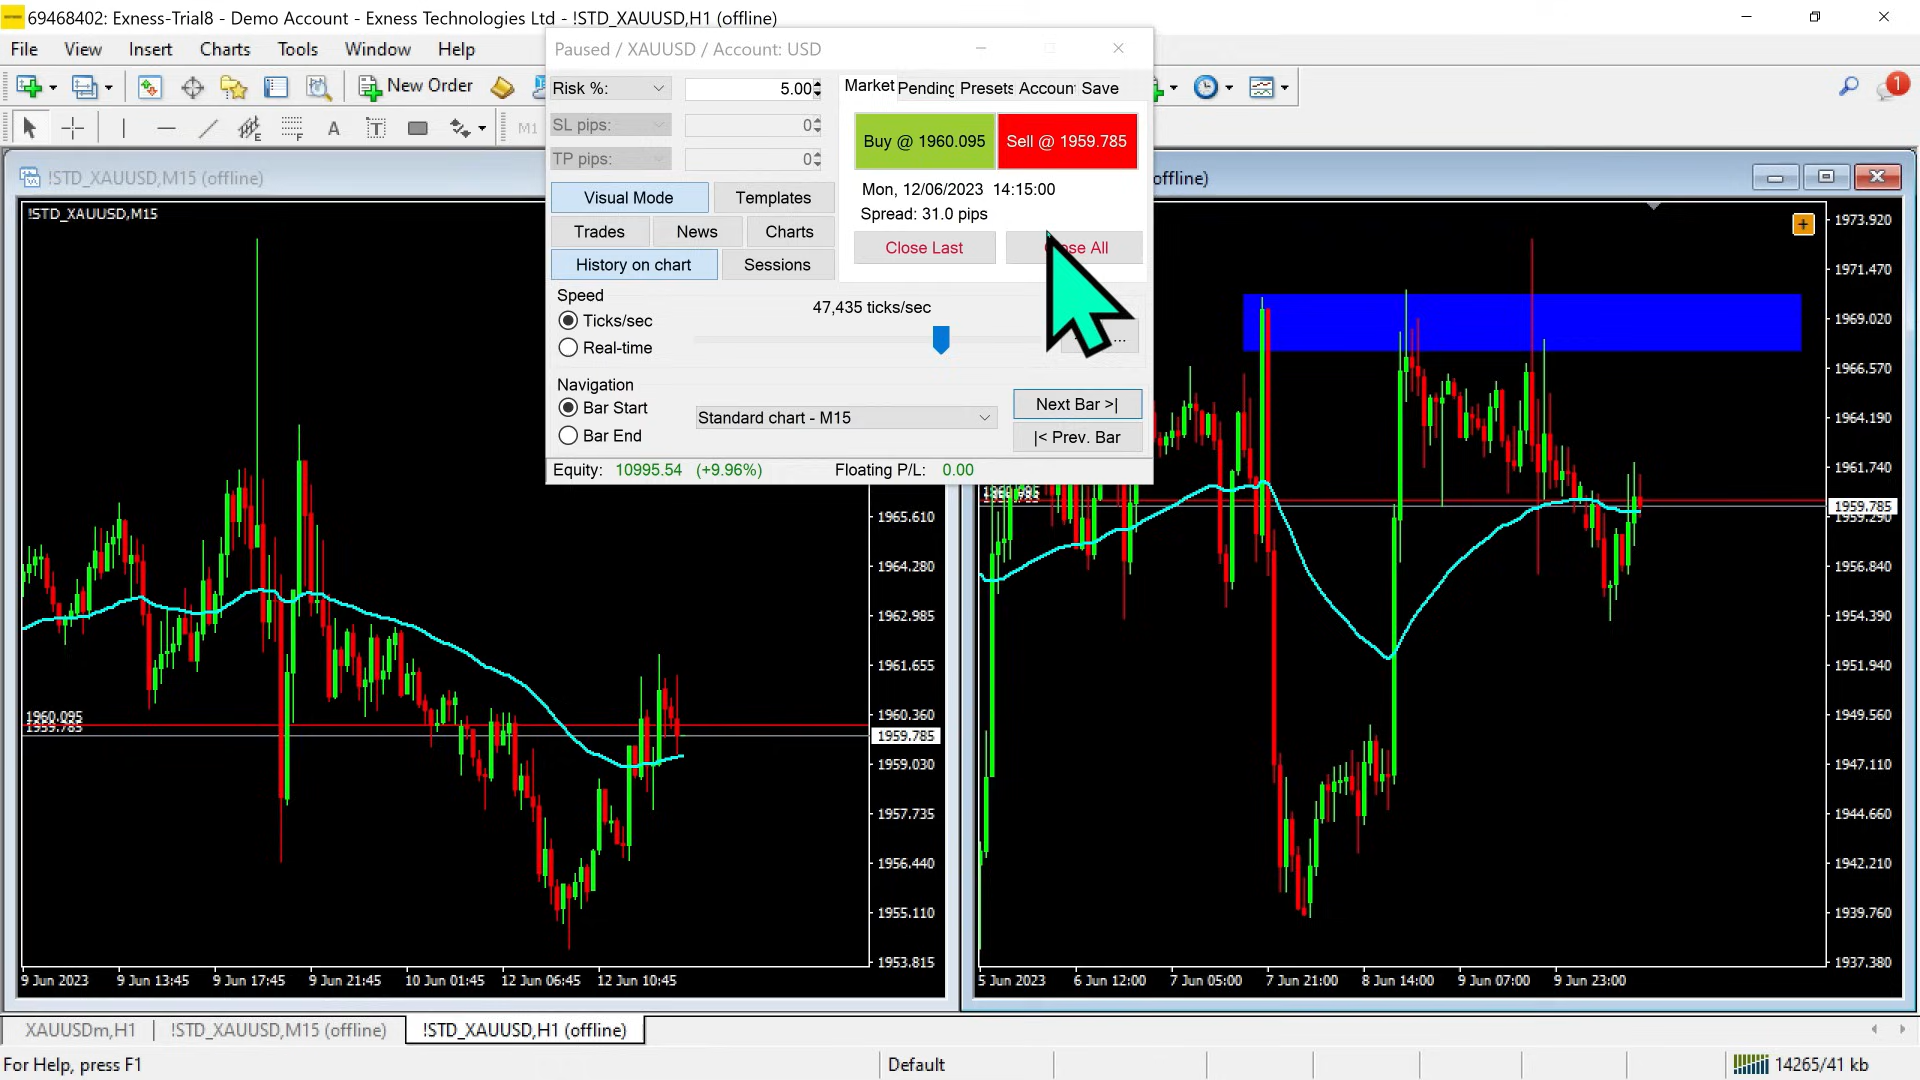 69468402: Exness-Trial8 - Demo Account - Exness Technologies Ltd - !STD_XAUUSD,H1 (offline)
File View Insert Charts Tools Window Help
New Order
1
M1
Paused / XAUUSD / Account: USD
Risk %: 5.00
SL pips: 0
TP pips: 0
Visual Mode Templates
Trades News Charts
History on chart Sessions
Market Pending Presets Accoun Save
Buy @ 1960.095 Sell @ 1959.785
Mon, 12/06/2023 14:15:00
Spread: 31.0 pips
Close Last
All
Speed
47,435 ticks/sec
Ticks/sec
Real-time
...
Navigation
Bar Start
Bar End
Standard chart - M15
Next Bar >|
|< Prev. Bar
Equity: 10995.54 (+9.96%) Floating P/L: 0.00
!STD_XAUUSD,M15 (offline)
!STD_XAUUSD,M15
1960.095
1959.785
1965.610
1964.280
1962.985
1961.655
1960.360
1959.785
1959.030
1957.735
1956.440
1955.110
1953.815
9 Jun 2023 9 Jun 13:45 9 Jun 17:45 9 Jun 21:45 10 Jun 01:45 12 Jun 06:45 12 Jun 10:45
offline)
1973.920
1971.470
1969.020
1966.570
1964.190
1961.740
1959.785
1959.290
1956.840
1954.390
1951.940
1949.560
1947.110
1944.660
1942.210
1939.760
1937.380
5 Jun 2023 6 Jun 12:00 7 Jun 05:00 7 Jun 21:00 8 Jun 14:00 9 Jun 07:00 9 Jun 23:00
XAUUSDm,H1 !STD_XAUUSD,M15 (offline) !STD_XAUUSD,H1 (offline)
For Help, press F1 Default 14265/41 kb